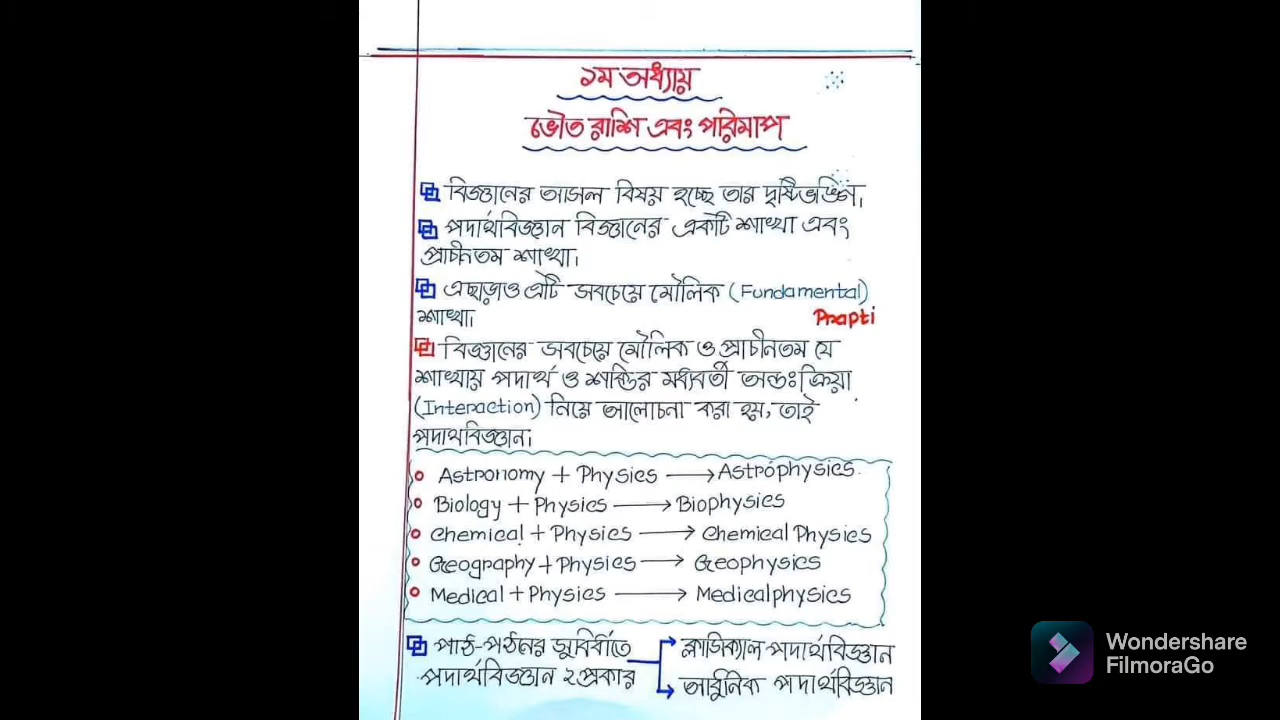 ১ম অধ্যায়
ভৌত রাশি এবং পরিমাপ
বিজ্ঞানের আসল বিষয় হচ্ছে তার দৃষ্টিভঙ্গি।
পদার্থবিজ্ঞান বিজ্ঞানের একটি শাখা এবং
প্রাচীনতম শাখা।
এছাড়াও এটি সবচেয়ে মৌলিক (Fundamental)
শাখা।
Prapti
বিজ্ঞানের সবচেয়ে মৌলিক ও প্রাচীনতম যে
শাখায় পদার্থ ও শক্তির মধ্যবর্তী অন্তঃক্রিয়া
(Interaction) নিয়ে আলোচনা করা হয়, তাই
পদার্থবিজ্ঞান।
Astronomy + Physics → Astrophysics.
Biology + Physics → Biophysics
Chemical + Physics → Chemical Physics
Geography + Physics → Geophysics
Medical + Physics → Medicalphysics
পাঠ-পঠনের সুবির্ধাতে ক্লাসিক্যাল পদার্থবিজ্ঞান
পদার্থবিজ্ঞান ২ প্রকার আধুনিক পদার্থবিজ্ঞান
Wondershare
FilmoraGo